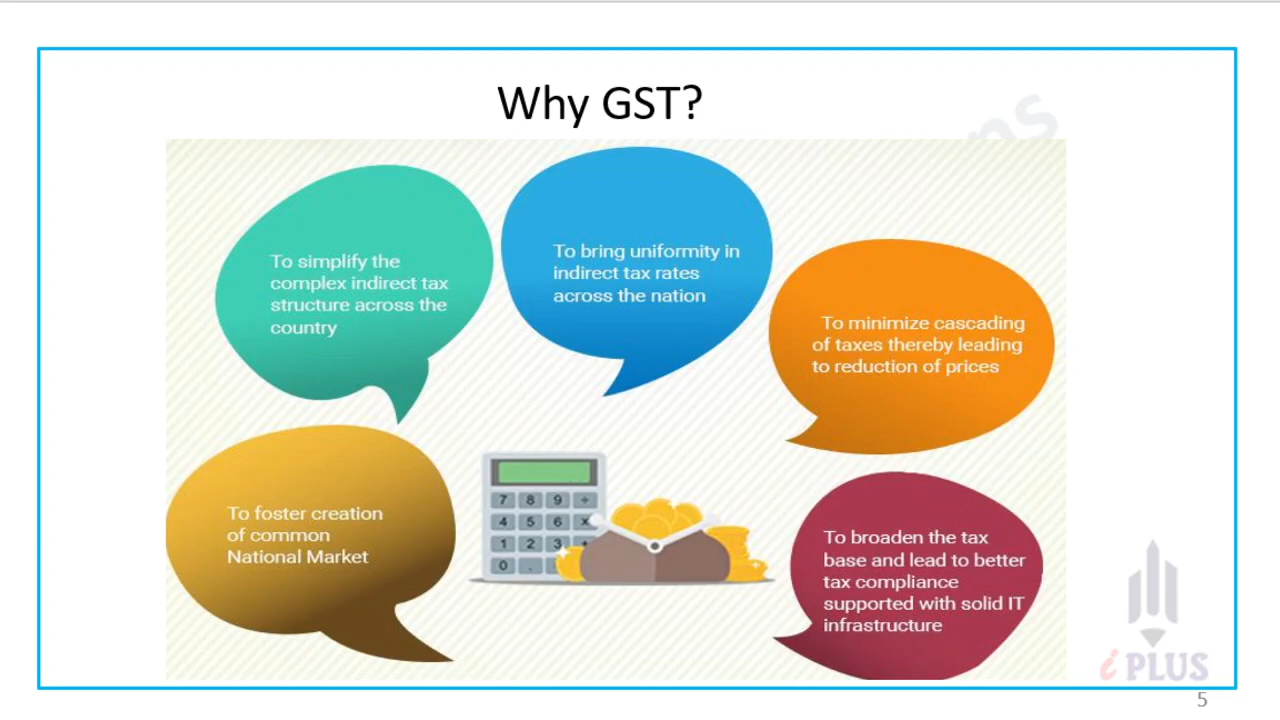 Why GST?
To simplify the
complex indirect tax
structure across the
country
To bring uniformity in
indirect tax rates
across the nation
To minimize cascading
of taxes thereby leading
to reduction of prices
To foster creation
of common
National Market
7 8 9 ÷
4 5 6 x
1 2 3
0 .
To broaden the tax
base and lead to better
tax compliance
supported with solid IT
infrastructure
i PLUS
5